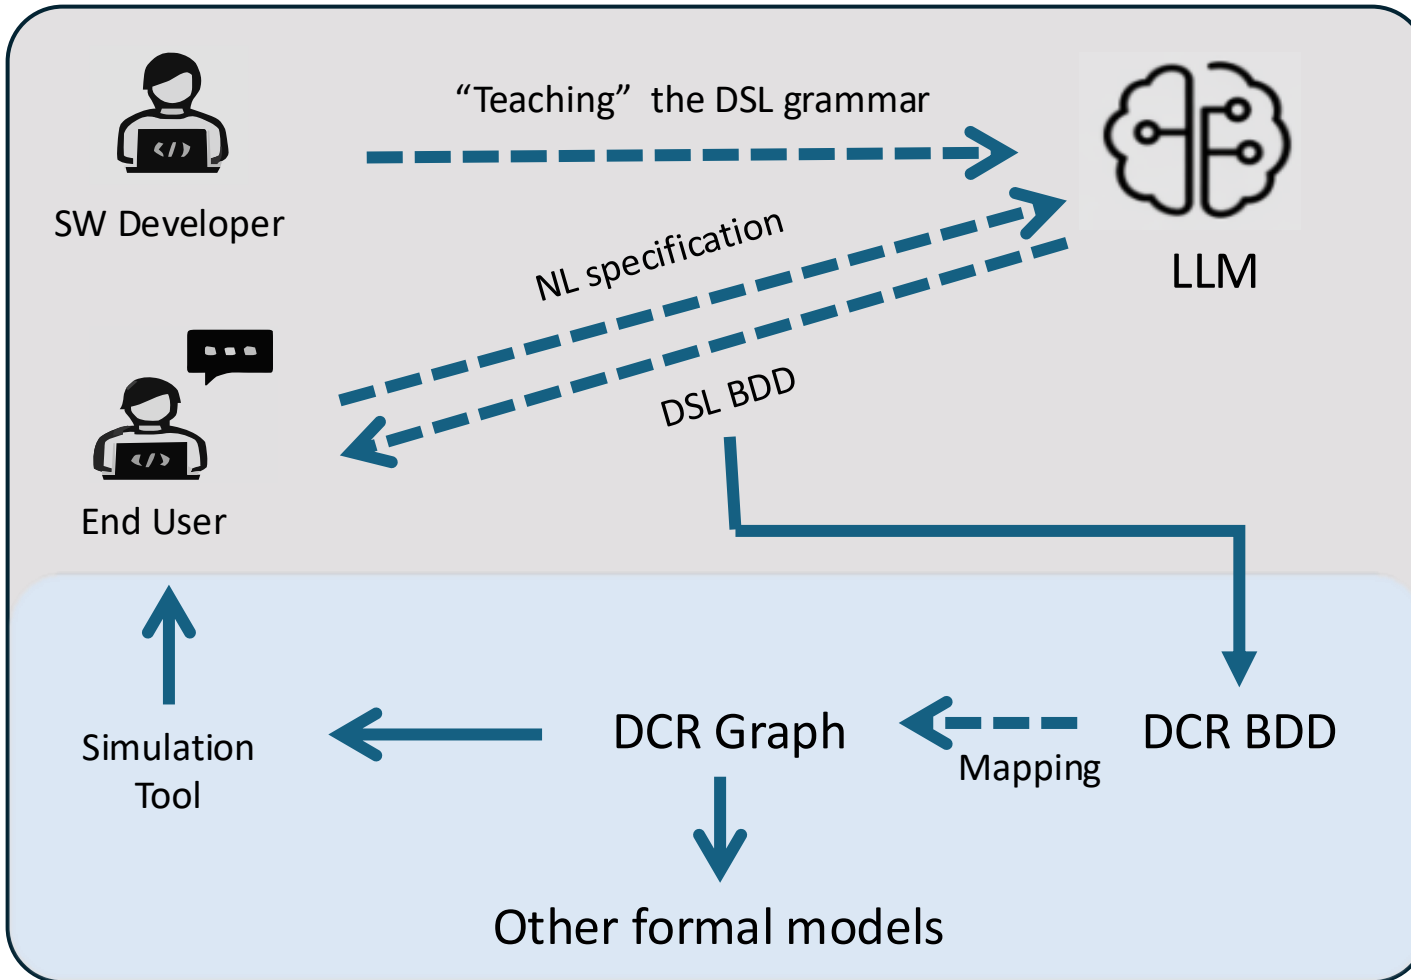 “Teaching” the DSL grammar
SW Developer
NL specification
LLM
DSL BDD
End User
DCR Graph
DCR BDD
Mapping
Simulation
Tool
Other formal models